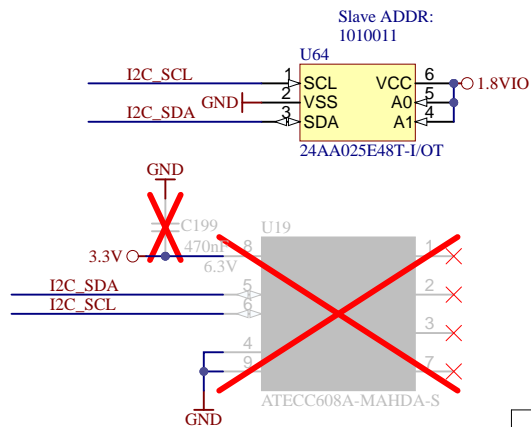 Slave ADDR:
1010011
U64
I2C_SCL 1 SCL VCC 6 1.8VIO
GND 2 VSS A0 5
I2C_SDA 3 SDA A1 4
24AA025E48T-I/OT
GND
C199 U19
3.3V 470nF 8 1
6.3V
I2C_SDA 5 2
I2C_SCL 6
3
4
9 7
GND ATECC608A-MAHDA-S